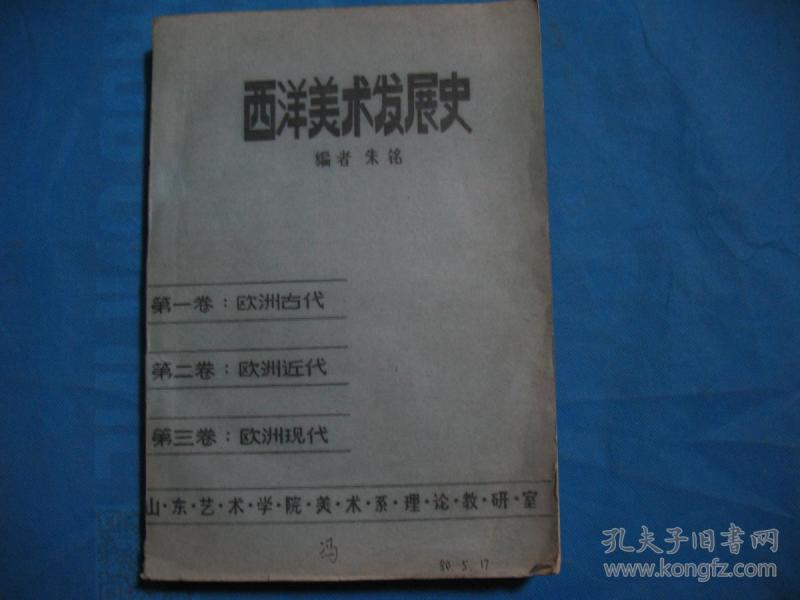 西洋美术发展史
编者 朱铭
第一卷：欧洲古代
第二卷：欧洲近代
第三卷：欧洲现代
山·东·艺·术·学·院·美·术·系·理·论·教·研·室
冯
80.5.17
孔夫子旧书网
www.kongfz.com